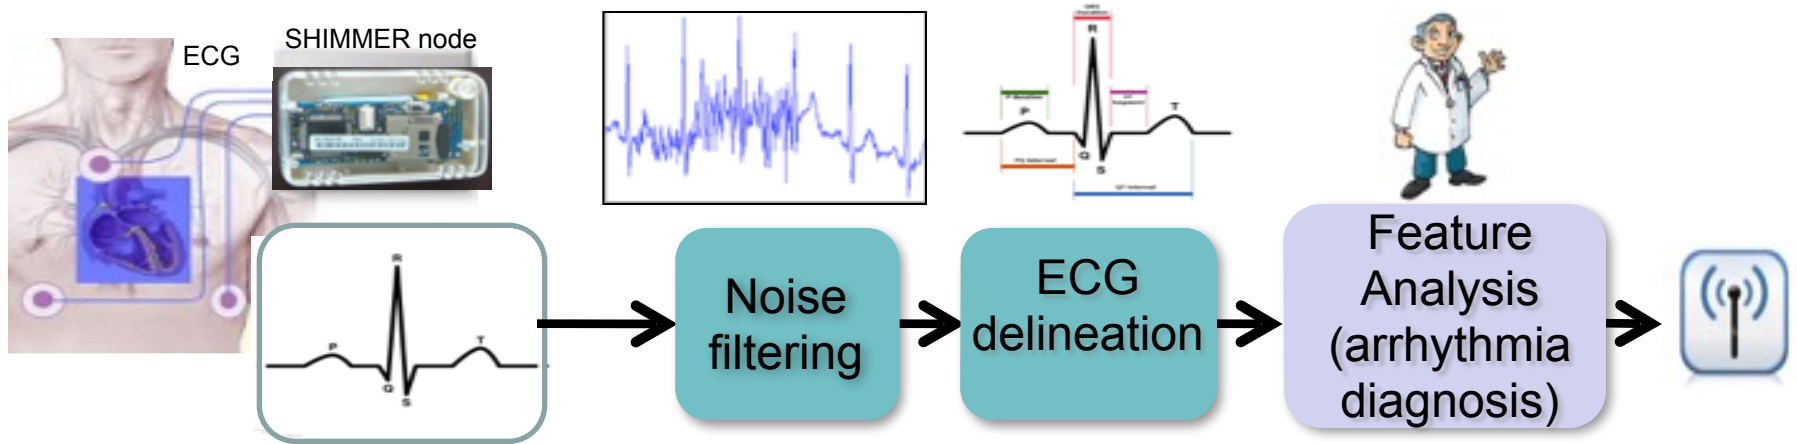 ECG
SHIMMER node
R
P
T
Q
S
R
P
T
Q
S
Noise
filtering
ECG
delineation
Feature
Analysis
(arrhythmia
diagnosis)